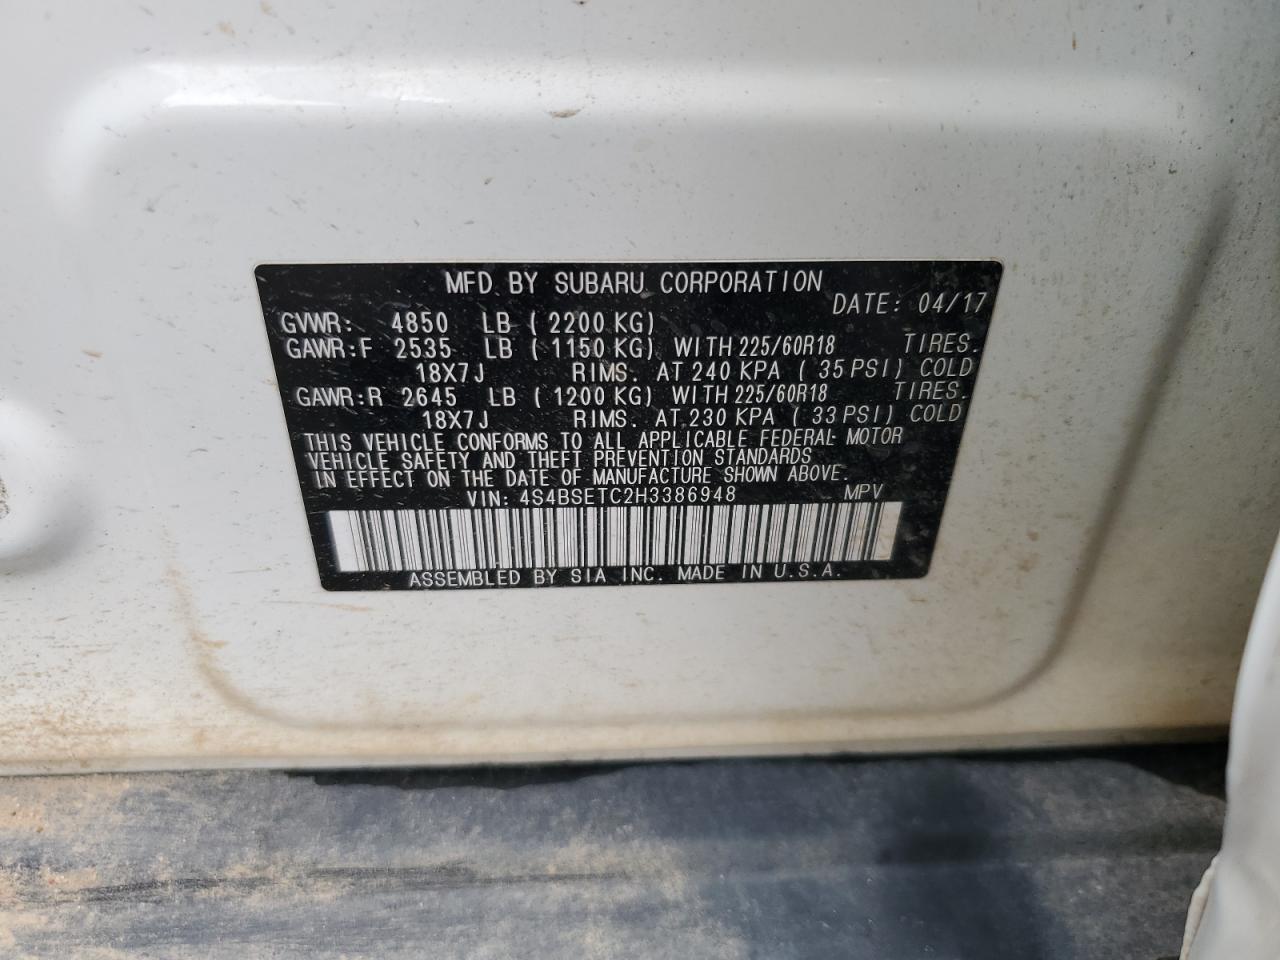 MFD BY SUBARU CORPORATION
DATE: 04/17
GVWR: 4850 LB (2200 KG)
GAWR:F 2535 LB (1150 KG) WITH 225/60R18 TIRES.
18X7J RIMS. AT 240 KPA (35 PSI) COLD
GAWR:R 2645 LB (1200 KG) WITH 225/60R18 TIRES.
18X7J RIMS. AT 230 KPA (33 PSI) COLD
THIS VEHICLE CONFORMS TO ALL APPLICABLE FEDERAL MOTOR
VEHICLE SAFETY AND THEFT PREVENTION STANDARDS
IN EFFECT ON THE DATE OF MANUFACTURE SHOWN ABOVE.
VIN: 4S4BSETC2H3386948 MPV
ASSEMBLED BY SIA INC. MADE IN U.S.A.